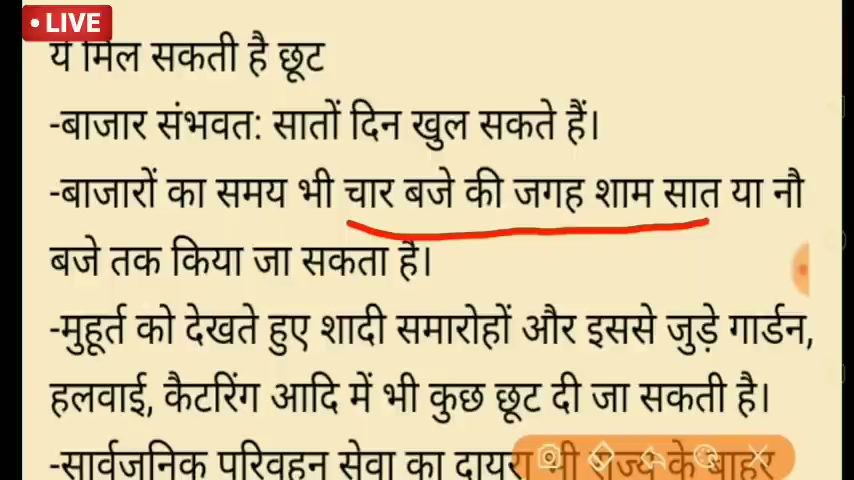 LIVE
ये मिल सकती है छूट
-बाजार संभवत: सातों दिन खुल सकते हैं।
-बाजारों का समय भी चार बजे की जगह शाम सात या नौ
बजे तक किया जा सकता है।
-मुहूर्त को देखते हुए शादी समारोहों और इससे जुड़े गार्डन,
हलवाई, कैटरिंग आदि में भी कुछ छूट दी जा सकती है।
-सार्वजनिक परिवहन सेवा का दायरा भी राज्य के बाहर